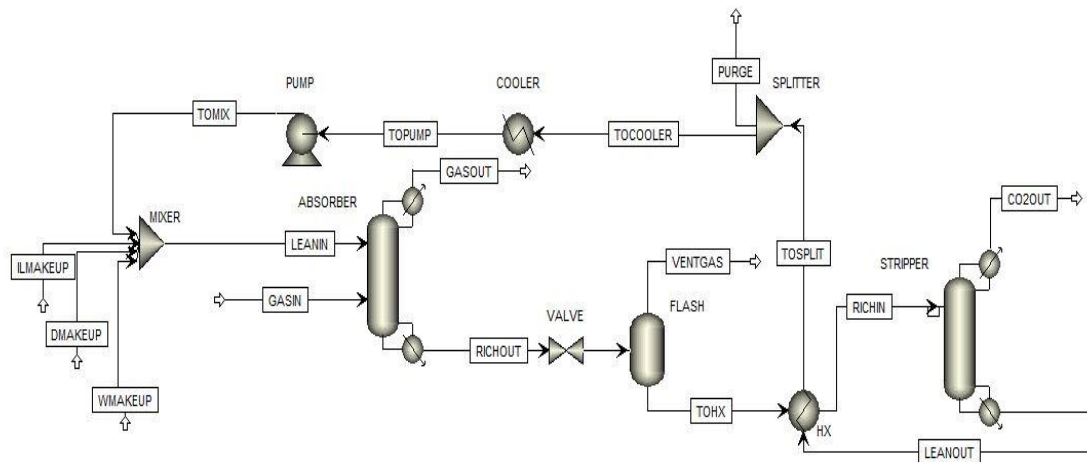 PURGE
SPLITTER
PUMP
COOLER
TOMIX
TOPUMP
TOCOOLER
GASOUT
ABSORBER
CO2OUT
MIXER
LEANIN
TOSPLIT
VENTGAS
STRIPPER
ILMAKEUP
GASIN
FLASH
RICHIN
VALVE
DMAKEUP
RICHOUT
WMAKEUP
TOHX
HX
LEANOUT